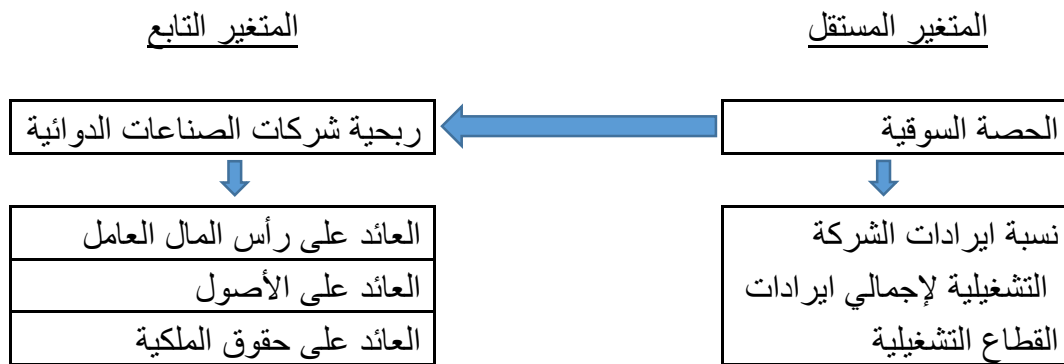 المتغير المستقل
المتغير التابع
الحصة السوقية
ربحية شركات الصناعات الدوائية
نسبة ايرادات الشركة
التشغيلية لإجمالي ايرادات
القطاع التشغيلية
العائد على رأس المال العامل
العائد على الأصول
العائد على حقوق الملكية